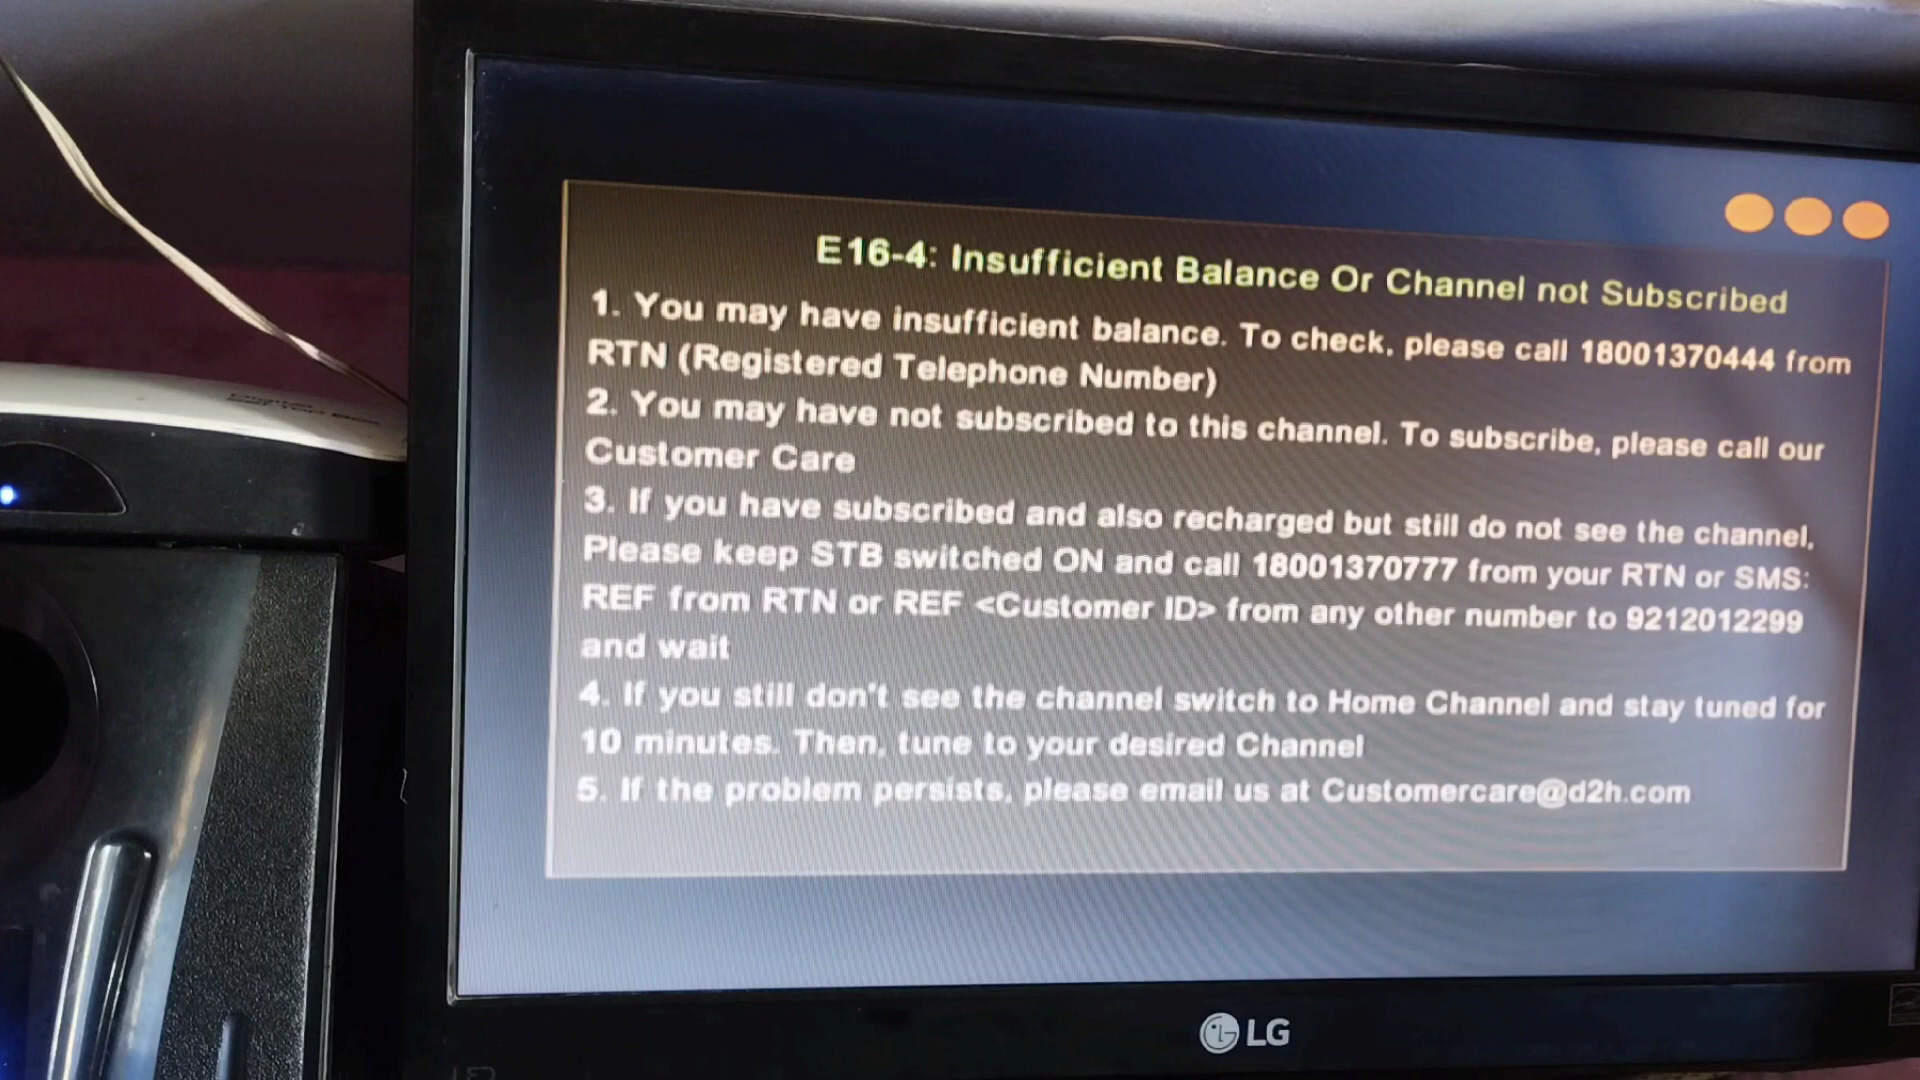 E16-4: Insufficient Balance Or Channel not Subscribed
1. You may have insufficient balance. To check, please call 18001370444 from
RTN (Registered Telephone Number)
2. You may have not subscribed to this channel. To subscribe, please call our
Customer Care
3. If you have subscribed and also recharged but still do not see the channel,
Please keep STB switched ON and call 18001370777 from your RTN or SMS:
REF from RTN or REF <Customer ID> from any other number to 9212012299
and wait
4. If you still don't see the channel switch to Home Channel and stay tuned for
10 minutes. Then, tune to your desired Channel
5. If the problem persists, please email us at Customercare@d2h.com
LG